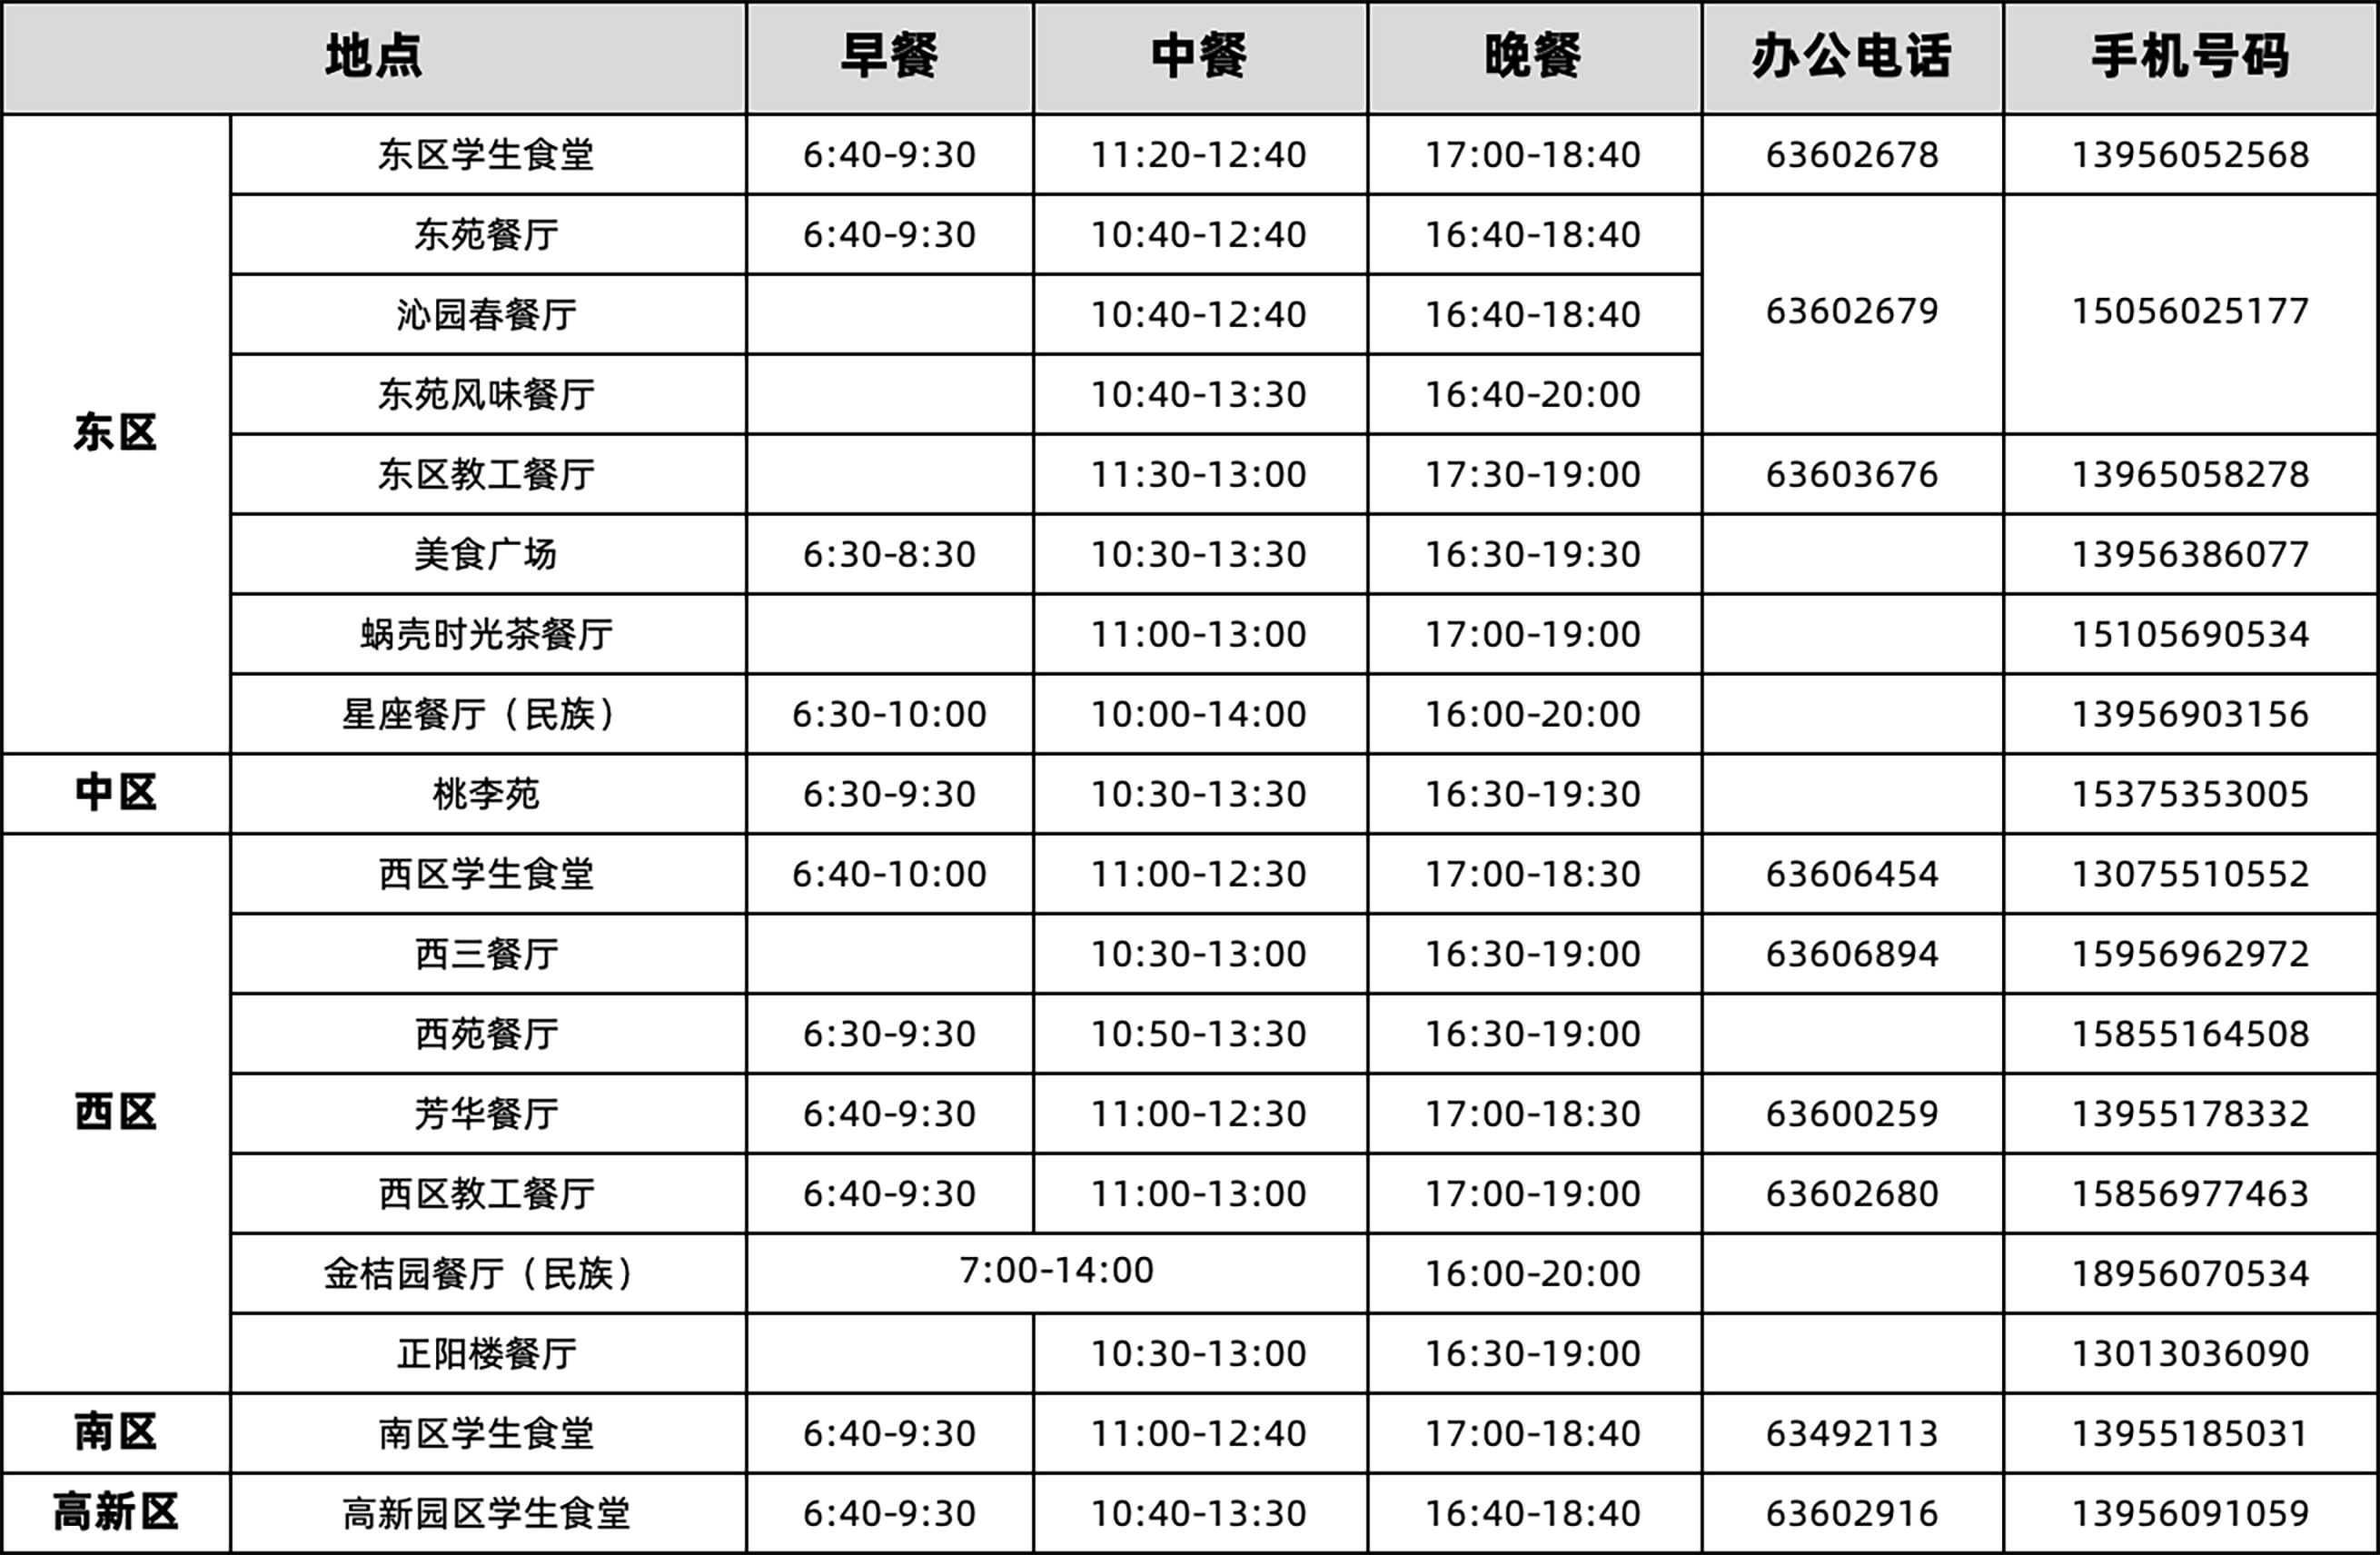 地点 早餐 中餐 晚餐 办公电话 手机号码
东区 东区学生食堂 6:40-9:30 11:20-12:40 17:00-18:40 63602678 13956052568
东苑餐厅 6:40-9:30 10:40-12:40 16:40-18:40 63602679 15056025177
沁园春餐厅 10:40-12:40 16:40-18:40
东苑风味餐厅 10:40-13:30 16:40-20:00
东区教工餐厅 11:30-13:00 17:30-19:00 63603676 13965058278
美食广场 6:30-8:30 10:30-13:30 16:30-19:30 13956386077
蜗壳时光茶餐厅 11:00-13:00 17:00-19:00 15105690534
星座餐厅（民族） 6:30-10:00 10:00-14:00 16:00-20:00 13956903156
中区 桃李苑 6:30-9:30 10:30-13:30 16:30-19:30 15375353005
西区 西区学生食堂 6:40-10:00 11:00-12:30 17:00-18:30 63606454 13075510552
西三餐厅 10:30-13:00 16:30-19:00 63606894 15956962972
西苑餐厅 6:30-9:30 10:50-13:30 16:30-19:00 15855164508
芳华餐厅 6:40-9:30 11:00-12:30 17:00-18:30 63600259 13955178332
西区教工餐厅 6:40-9:30 11:00-13:00 17:00-19:00 63602680 15856977463
金桔园餐厅（民族） 7:00-14:00 16:00-20:00 18956070534
正阳楼餐厅 10:30-13:00 16:30-19:00 13013036090
南区 南区学生食堂 6:40-9:30 11:00-12:40 17:00-18:40 63492113 13955185031
高新区 高新园区学生食堂 6:40-9:30 10:40-13:30 16:40-18:40 63602916 13956091059